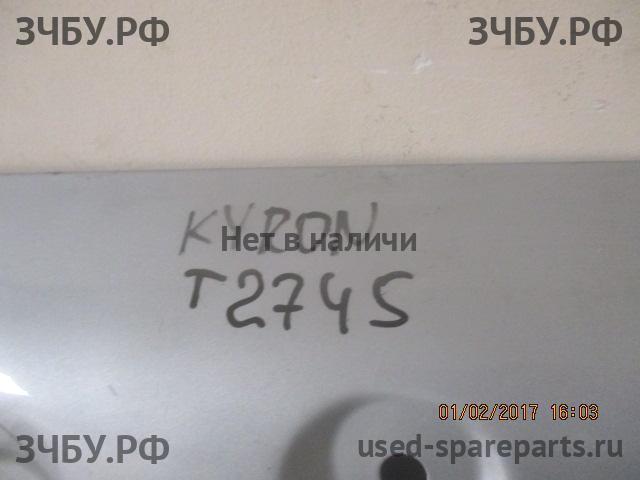 ЗЧБУ.РФ ЗЧБУ.РФ
KYRON
Нет в наличи
T2745
01/02/2017 16:03
ЗЧБУ.РФ used-spareparts.ru